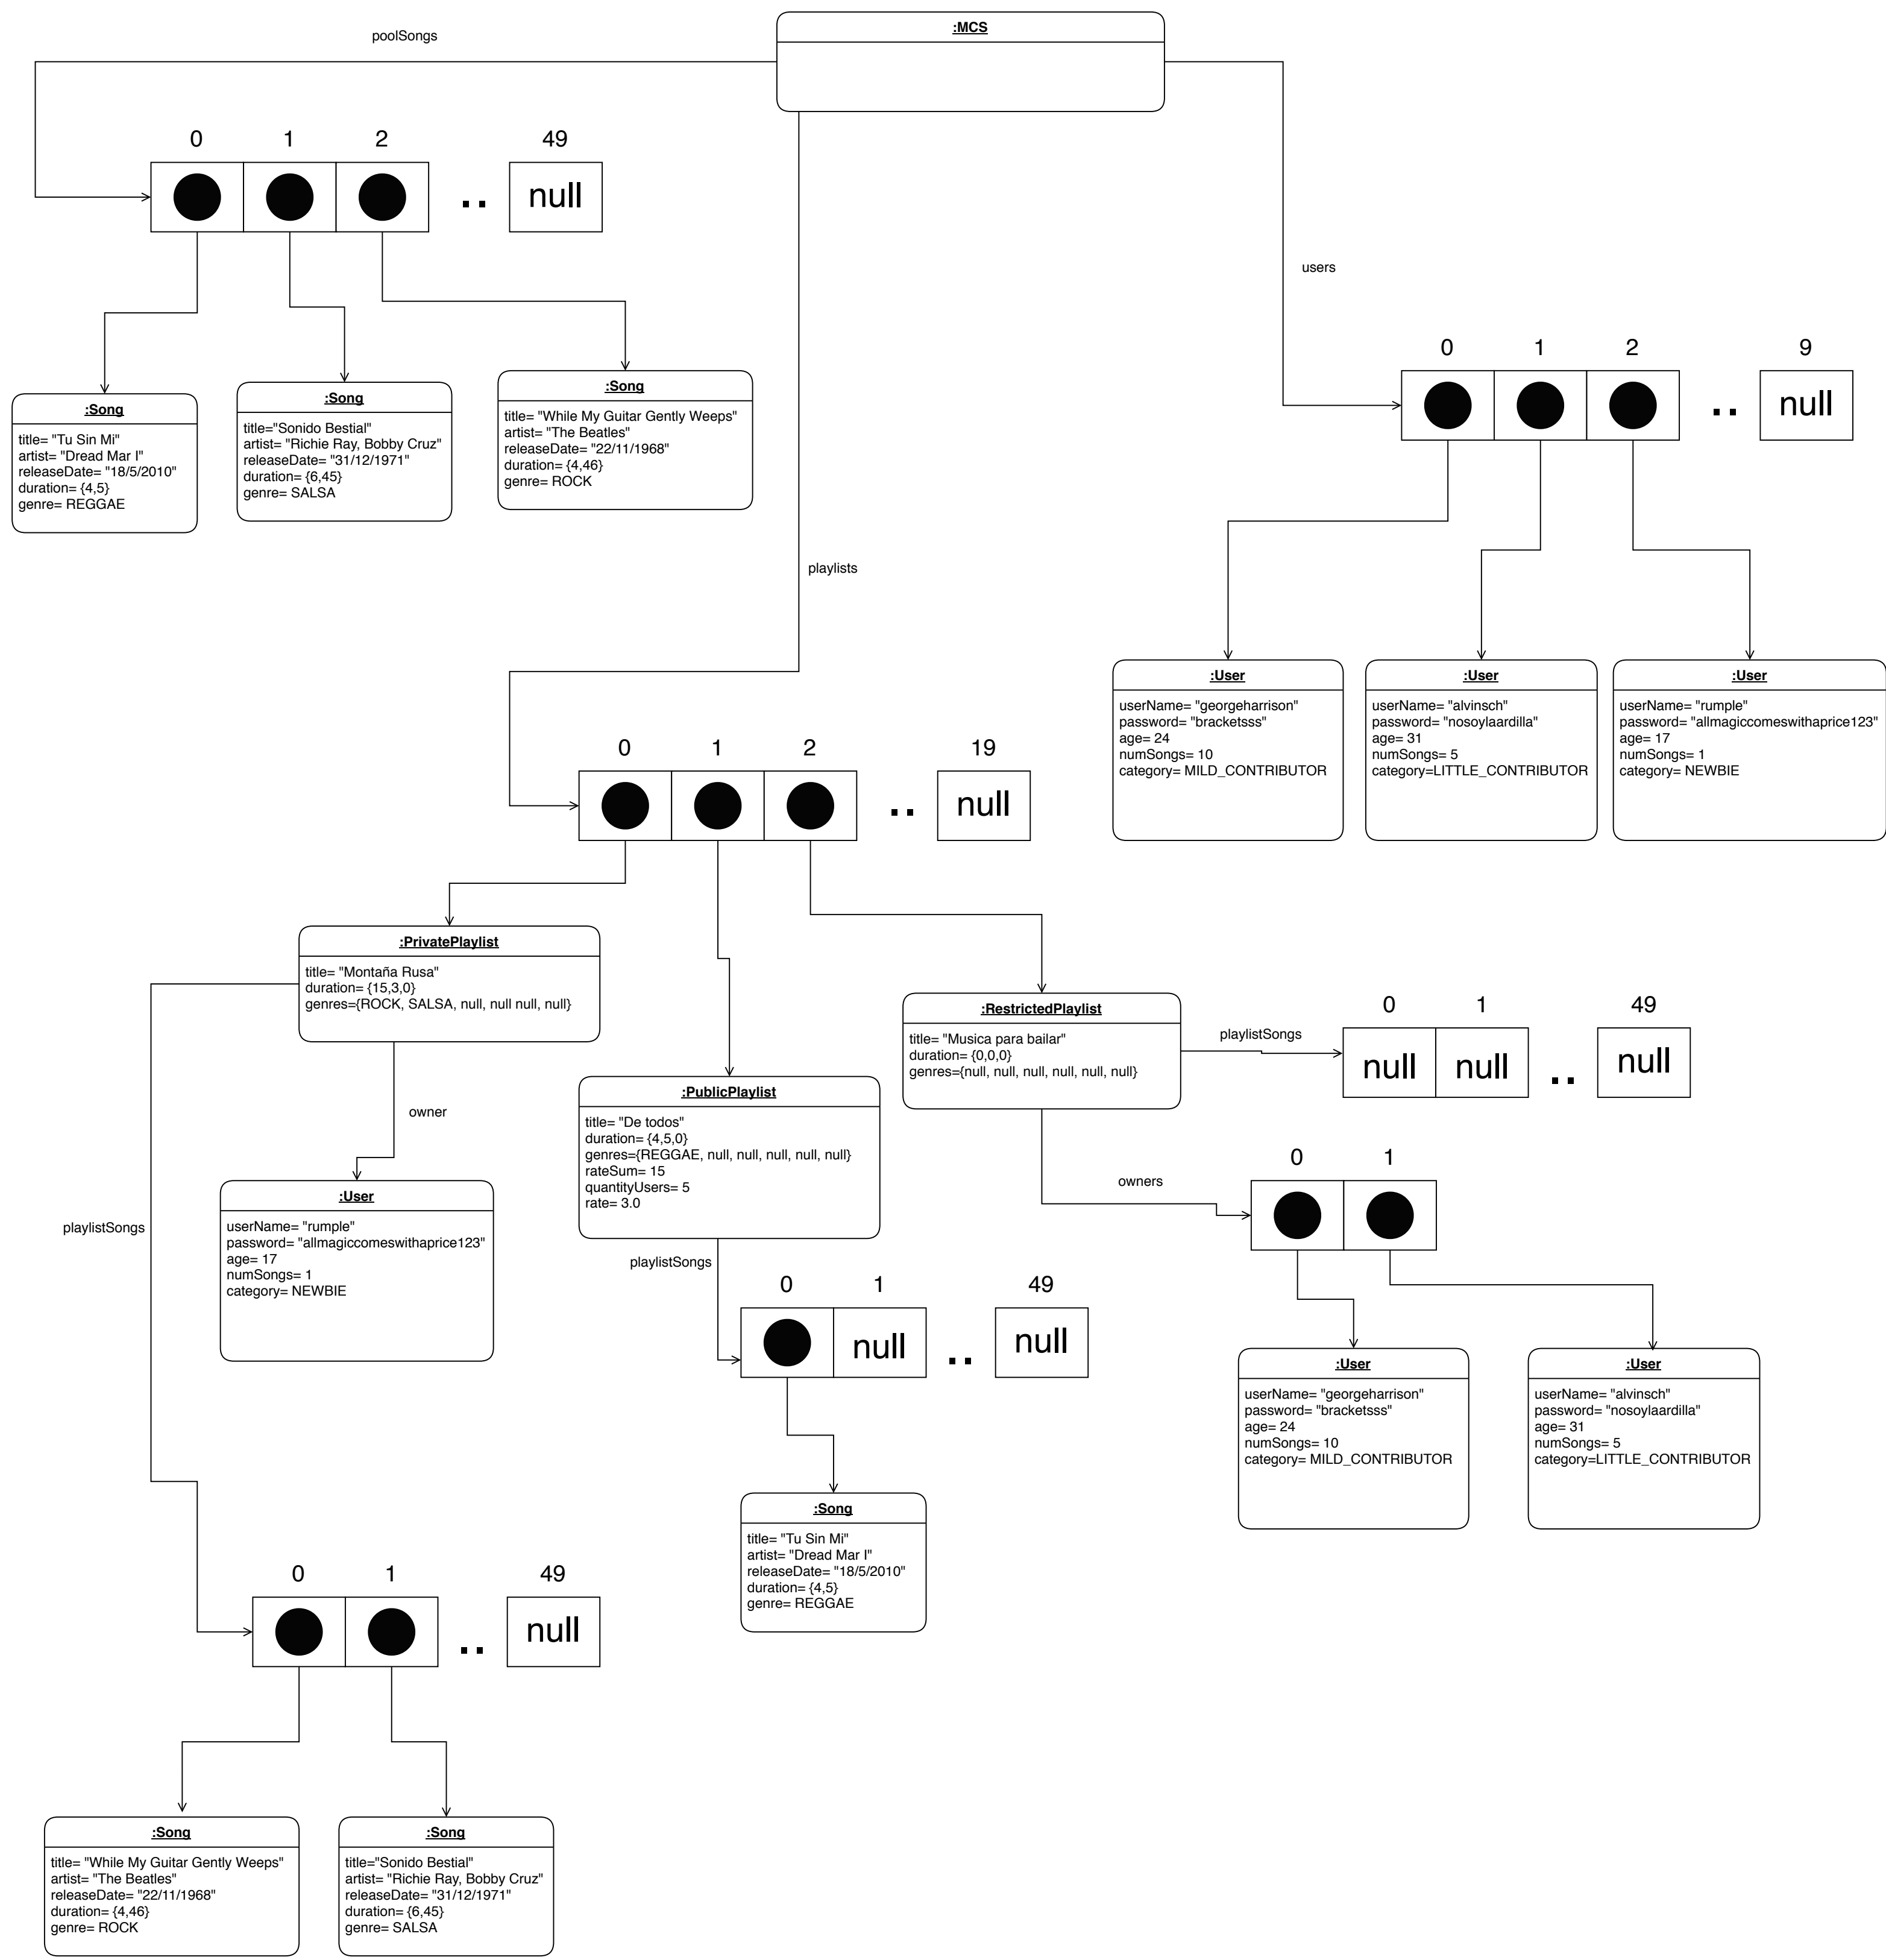 :MCS
poolSongs
0 1 2 49
null
users
:Song
title= "Tu Sin Mi"
artist= "Dread Mar I"
releaseDate= "18/5/2010"
duration= {4,5}
genre= REGGAE
:Song
title="Sonido Bestial"
artist= "Richie Ray, Bobby Cruz"
releaseDate= "31/12/1971"
duration= {6,45}
genre= SALSA
:Song
title= "While My Guitar Gently Weeps"
artist= "The Beatles"
releaseDate= "22/11/1968"
duration= {4,46}
genre= ROCK
0 1 2 9
null
playlists
:User
userName= "georgeharrison"
password= "bracketsss"
age= 24
numSongs= 10
category= MILD_CONTRIBUTOR
:User
userName= "alvinsch"
password= "nosoylaardilla"
age= 31
numSongs= 5
category=LITTLE_CONTRIBUTOR
:User
userName= "rumple"
password= "allmagiccomeswithaprice123"
age= 17
numSongs= 1
category= NEWBIE
0 1 2 19
null
:PrivatePlaylist
title= "Montaña Rusa"
duration= {15,3,0}
genres={ROCK, SALSA, null, null null, null}
:RestrictedPlaylist
title= "Musica para bailar"
duration= {0,0,0}
genres={null, null, null, null, null, null}
playlistSongs
0 1 49
null null null
:PublicPlaylist
title= "De todos"
duration= {4,5,0}
genres={REGGAE, null, null, null, null, null}
rateSum= 15
quantityUsers= 5
rate= 3.0
owner
:User
userName= "rumple"
password= "allmagiccomeswithaprice123"
age= 17
numSongs= 1
category= NEWBIE
playlistSongs
owners
0 1
playlistSongs
0 1 49
null null
:User
userName= "georgeharrison"
password= "bracketsss"
age= 24
numSongs= 10
category= MILD_CONTRIBUTOR
:User
userName= "alvinsch"
password= "nosoylaardilla"
age= 31
numSongs= 5
category=LITTLE_CONTRIBUTOR
:Song
title= "Tu Sin Mi"
artist= "Dread Mar I"
releaseDate= "18/5/2010"
duration= {4,5}
genre= REGGAE
0 1 49
null
:Song
title= "While My Guitar Gently Weeps"
artist= "The Beatles"
releaseDate= "22/11/1968"
duration= {4,46}
genre= ROCK
:Song
title="Sonido Bestial"
artist= "Richie Ray, Bobby Cruz"
releaseDate= "31/12/1971"
duration= {6,45}
genre= SALSA